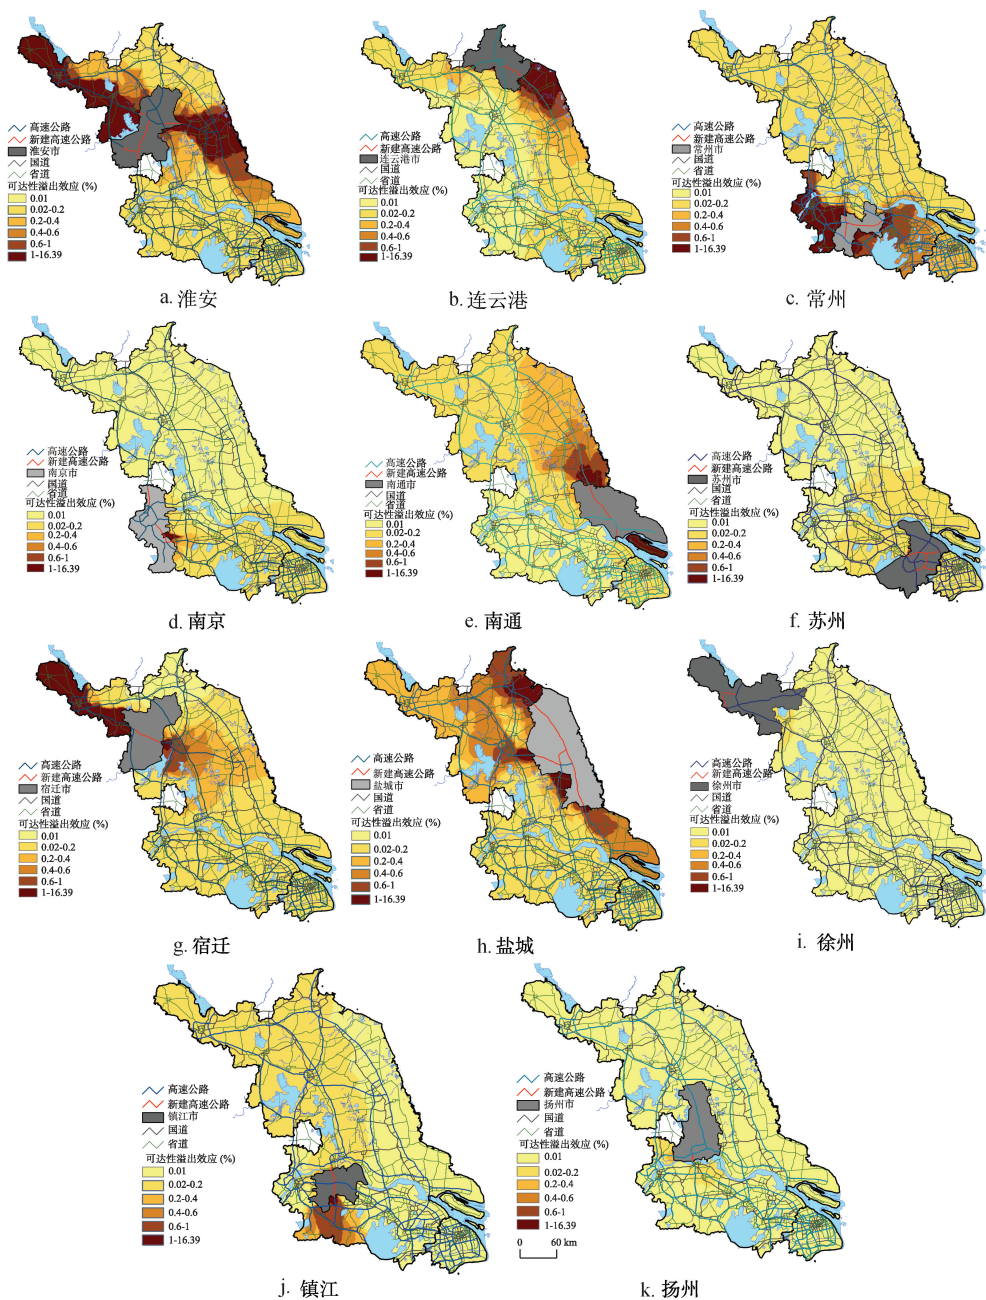 高速公路
新建高速公路
淮安市
国道
省道
可达性溢出效应 (%)
0.01
0.02-0.2
0.2-0.4
0.4-0.6
0.6-1
1-16.39
a. 淮安
高速公路
新建高速公路
连云港市
国道
省道
可达性溢出效应 (%)
0.01
0.02-0.2
0.2-0.4
0.4-0.6
0.6-1
1-16.39
b. 连云港
高速公路
新建高速公路
常州市
国道
省道
可达性溢出效应 (%)
0.01
0.02-0.2
0.2-0.4
0.4-0.6
0.6-1
1-16.39
c. 常州
高速公路
新建高速公路
南京市
国道
省道
可达性溢出效应 (%)
0.01
0.02-0.2
0.2-0.4
0.4-0.6
0.6-1
1-16.39
d. 南京
高速公路
新建高速公路
南通市
国道
省道
可达性溢出效应 (%)
0.01
0.02-0.2
0.2-0.4
0.4-0.6
0.6-1
1-16.39
e. 南通
高速公路
新建高速公路
苏州市
国道
省道
可达性溢出效应 (%)
0.01
0.02-0.2
0.2-0.4
0.4-0.6
0.6-1
1-16.39
f. 苏州
高速公路
新建高速公路
宿迁市
国道
省道
可达性溢出效应 (%)
0.01
0.02-0.2
0.2-0.4
0.4-0.6
0.6-1
1-16.39
g. 宿迁
高速公路
新建高速公路
盐城市
国道
省道
可达性溢出效应 (%)
0.01
0.02-0.2
0.2-0.4
0.4-0.6
0.6-1
1-16.39
h. 盐城
高速公路
新建高速公路
徐州市
国道
省道
可达性溢出效应 (%)
0.01
0.02-0.2
0.2-0.4
0.4-0.6
0.6-1
1-16.39
i. 徐州
高速公路
新建高速公路
镇江市
国道
省道
可达性溢出效应 (%)
0.01
0.02-0.2
0.2-0.4
0.4-0.6
0.6-1
1-16.39
j. 镇江
高速公路
新建高速公路
扬州市
国道
省道
可达性溢出效应 (%)
0.01
0.02-0.2
0.2-0.4
0.4-0.6
0.6-1
1-16.39
0 60 km
k. 扬州